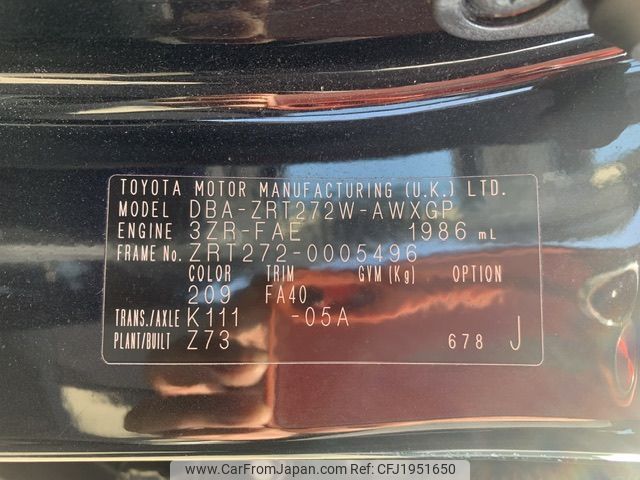 TOYOTA MOTOR MANUFACTURING (U.K.) LTD.
MODEL DBA-ZRT272W-AWXGP
ENGINE 3ZR-FAE 1986 mL
FRAME No. ZRT272-0005496
COLOR TRIM GVM (Kg) OPTION
209 FA40
TRANS./AXLE K111 -05A
PLANT/BUILT Z73 678 J
www.CarFromJapan.com | Ref No: CFJ1951650